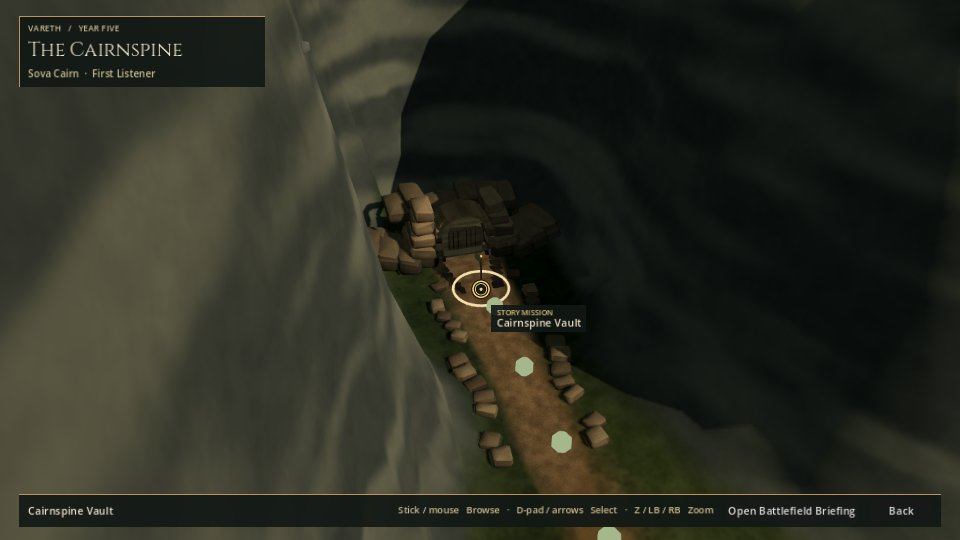 VARETH / YEAR FIVE
THE CAIRNSPINE
Sova Cairn · First Listener
STORY MISSION
Cairnspine Vault
Cairnspine Vault
Stick / mouse Browse · D-pad / arrows Select · Z / LB / RB Zoom Open Battlefield Briefing Back